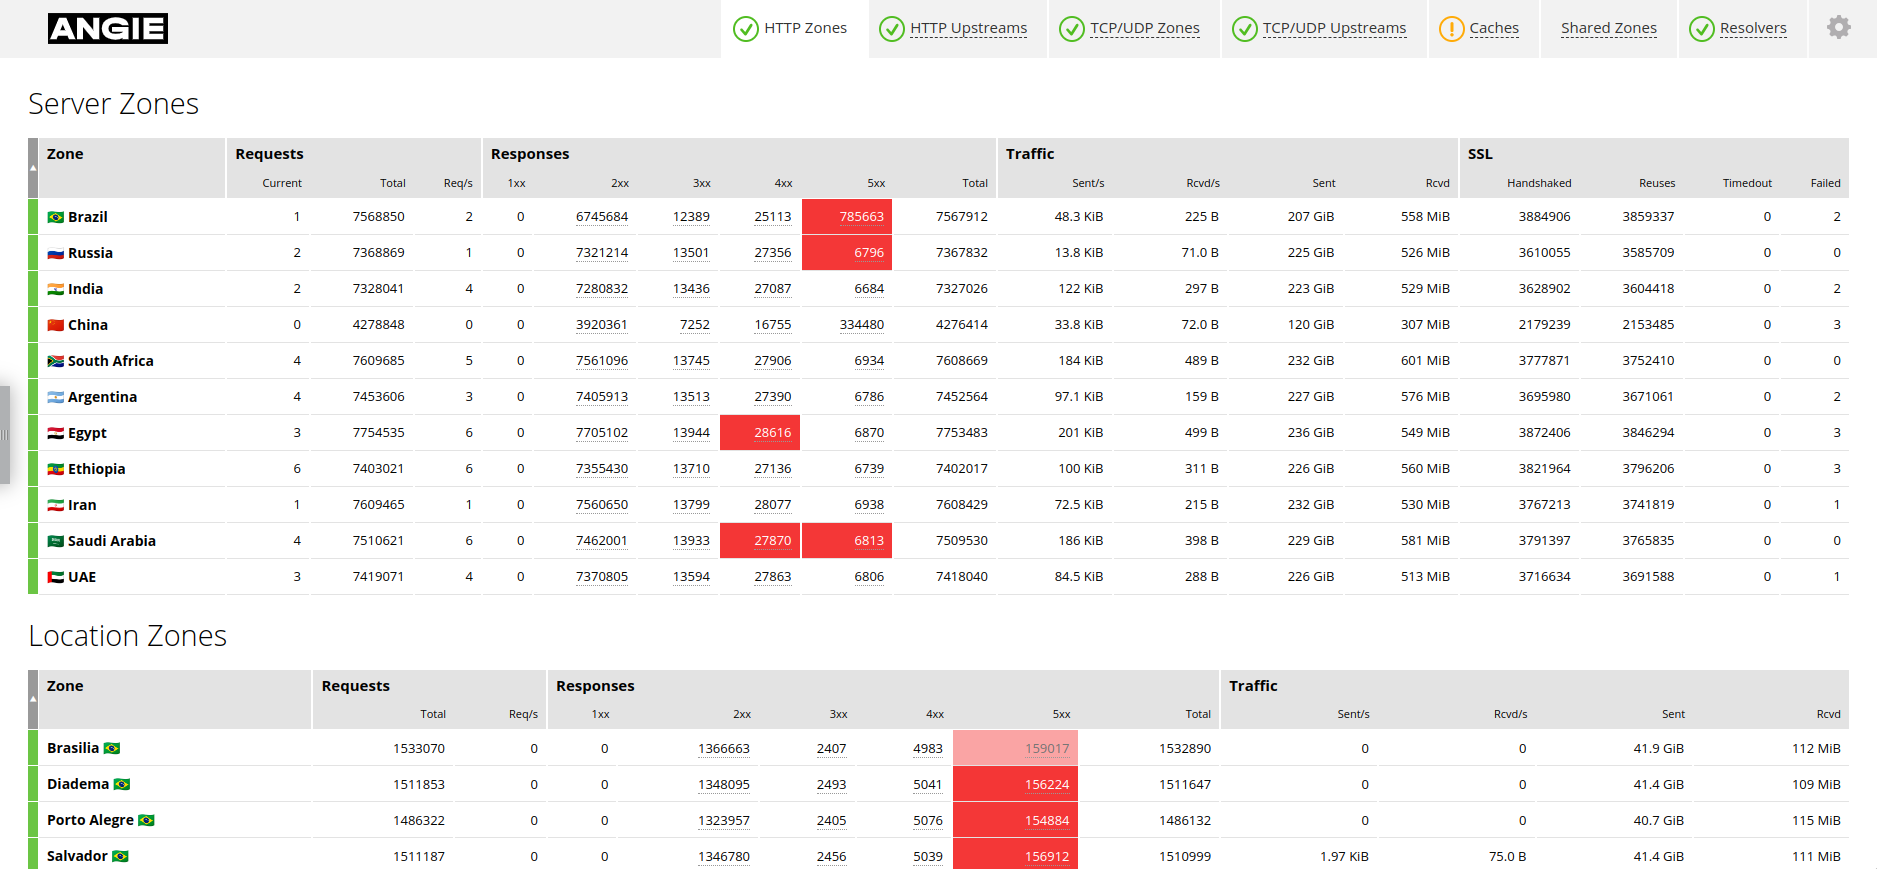 ANGIE
HTTP Zones HTTP Upstreams TCP/UDP Zones TCP/UDP Upstreams Caches Shared Zones Resolvers
Server Zones
Zone Requests Responses Traffic SSL
Current Total Req/s 1xx 2xx 3xx 4xx 5xx Total Sent/s Rcvd/s Sent Rcvd Handshaked Reuses Timedout Failed
Brazil 1 7568850 2 0 6745684 12389 25113 785663 7567912 48.3 KiB 225 B 207 GiB 558 MiB 3884906 3859337 0 2
Russia 2 7368869 1 0 7321214 13501 27356 6796 7367832 13.8 KiB 71.0 B 225 GiB 526 MiB 3610055 3585709 0 0
India 2 7328041 4 0 7280832 13436 27087 6684 7327026 122 KiB 297 B 223 GiB 529 MiB 3628902 3604418 0 2
China 0 4278848 0 0 3920361 7252 16755 334480 4276414 33.8 KiB 72.0 B 120 GiB 307 MiB 2179239 2153485 0 3
South Africa 4 7609685 5 0 7561096 13745 27906 6934 7608669 184 KiB 489 B 232 GiB 601 MiB 3777871 3752410 0 0
Argentina 4 7453606 3 0 7405913 13513 27390 6786 7452564 97.1 KiB 159 B 227 GiB 576 MiB 3695980 3671061 0 2
Egypt 3 7754535 6 0 7705102 13944 28616 6870 7753483 201 KiB 499 B 236 GiB 549 MiB 3872406 3846294 0 3
Ethiopia 6 7403021 6 0 7355430 13710 27136 6739 7402017 100 KiB 311 B 226 GiB 560 MiB 3821964 3796206 0 3
Iran 1 7609465 1 0 7560650 13799 28077 6938 7608429 72.5 KiB 215 B 232 GiB 530 MiB 3767213 3741819 0 1
Saudi Arabia 4 7510621 6 0 7462001 13933 27870 6813 7509530 186 KiB 398 B 229 GiB 581 MiB 3791397 3765835 0 0
UAE 3 7419071 4 0 7370805 13594 27863 6806 7418040 84.5 KiB 288 B 226 GiB 513 MiB 3716634 3691588 0 1
Location Zones
Zone Requests Responses Traffic
Total Req/s 1xx 2xx 3xx 4xx 5xx Total Sent/s Rcvd/s Sent Rcvd
Brasilia 1533070 0 0 1366663 2407 4983 159017 1532890 0 0 41.9 GiB 112 MiB
Diadema 1511853 0 0 1348095 2493 5041 156224 1511647 0 0 41.4 GiB 109 MiB
Porto Alegre 1486322 0 0 1323957 2405 5076 154884 1486132 0 0 40.7 GiB 115 MiB
Salvador 1511187 0 0 1346780 2456 5039 156912 1510999 1.97 KiB 75.0 B 41.4 GiB 111 MiB